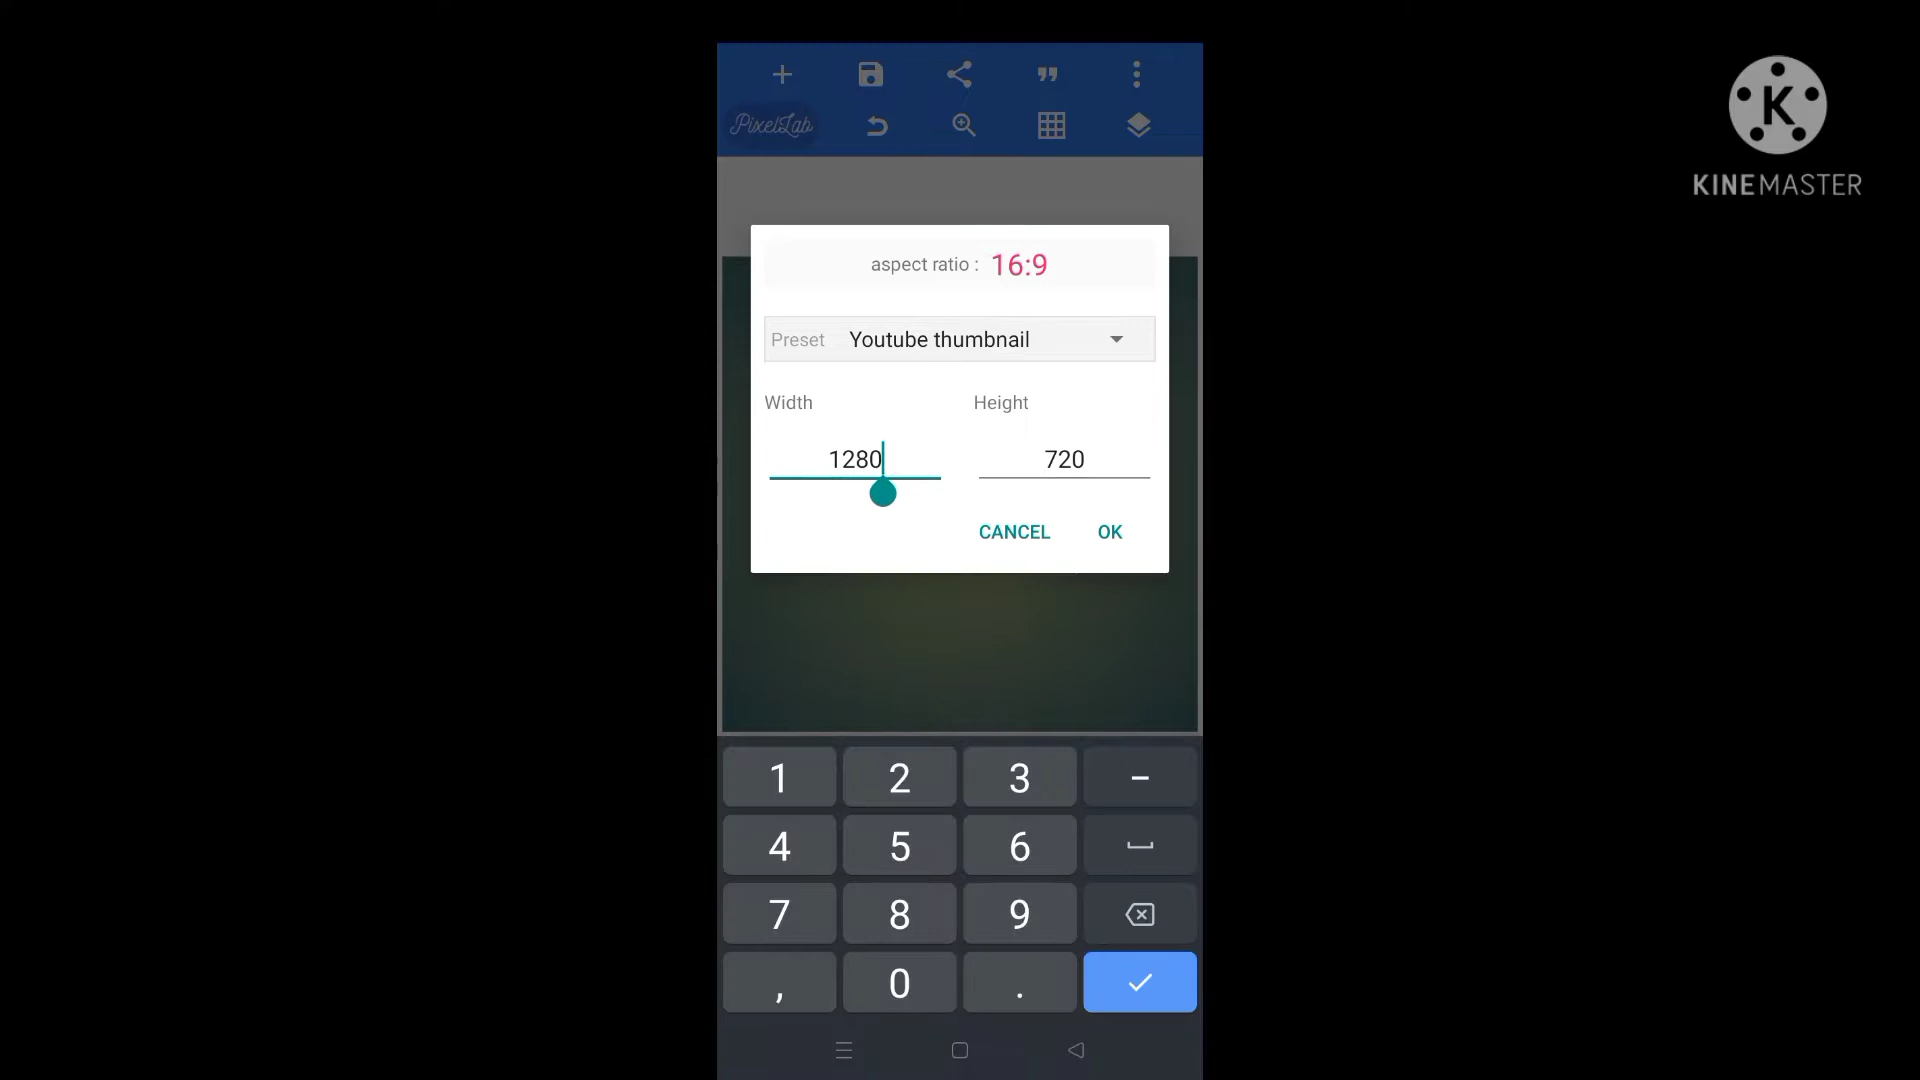 PixelLab
K
KINEMASTER
aspect ratio : 16:9
Preset Youtube thumbnail
Width Height
1280 720
CANCEL OK
1 2 3 -
4 5 6
7 8 9
, 0 .